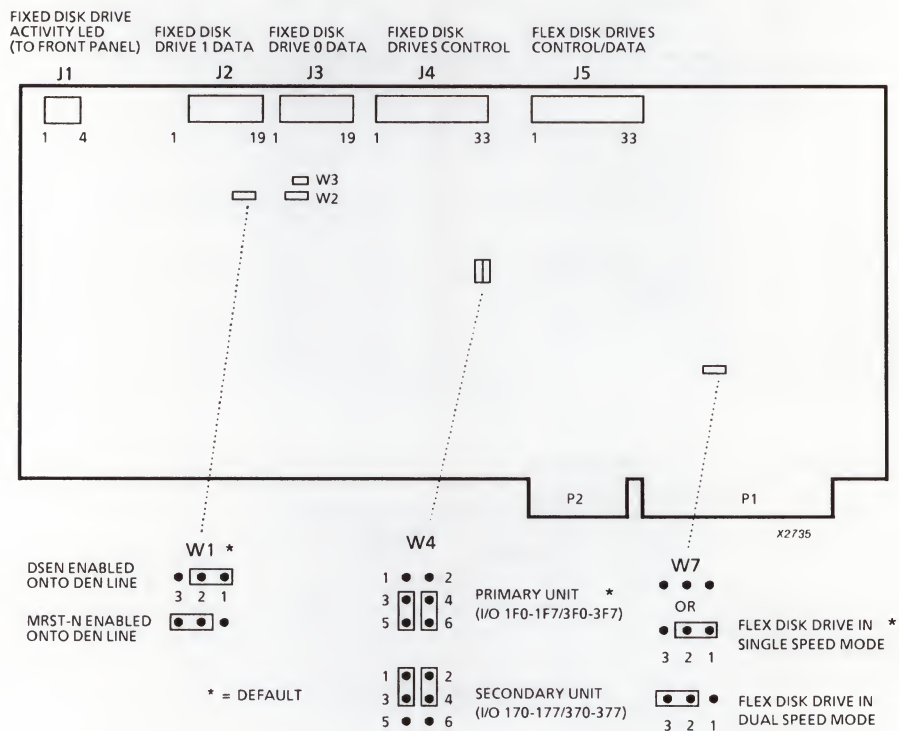 FIXED DISK DRIVE
ACTIVITY LED
(TO FRONT PANEL)
J1
FIXED DISK
DRIVE 1 DATA
J2
FIXED DISK
DRIVE 0 DATA
J3
FIXED DISK
DRIVES CONTROL
J4
FLEX DISK DRIVES
CONTROL/DATA
J5
1 4
1 19
1 19
1 33
1 33
W3
W2
P2
P1
X2735
W1 *
DSEN ENABLED
ONTO DEN LINE
3 2 1
MRST-N ENABLED
ONTO DEN LINE
* = DEFAULT
W4
1 2
3 4
5 6
PRIMARY UNIT *
(I/O 1F0-1F7/3F0-3F7)
1 2
3 4
5 6
SECONDARY UNIT
(I/O 170-177/370-377)
W7
OR
3 2 1
FLEX DISK DRIVE IN *
SINGLE SPEED MODE
3 2 1
FLEX DISK DRIVE IN
DUAL SPEED MODE